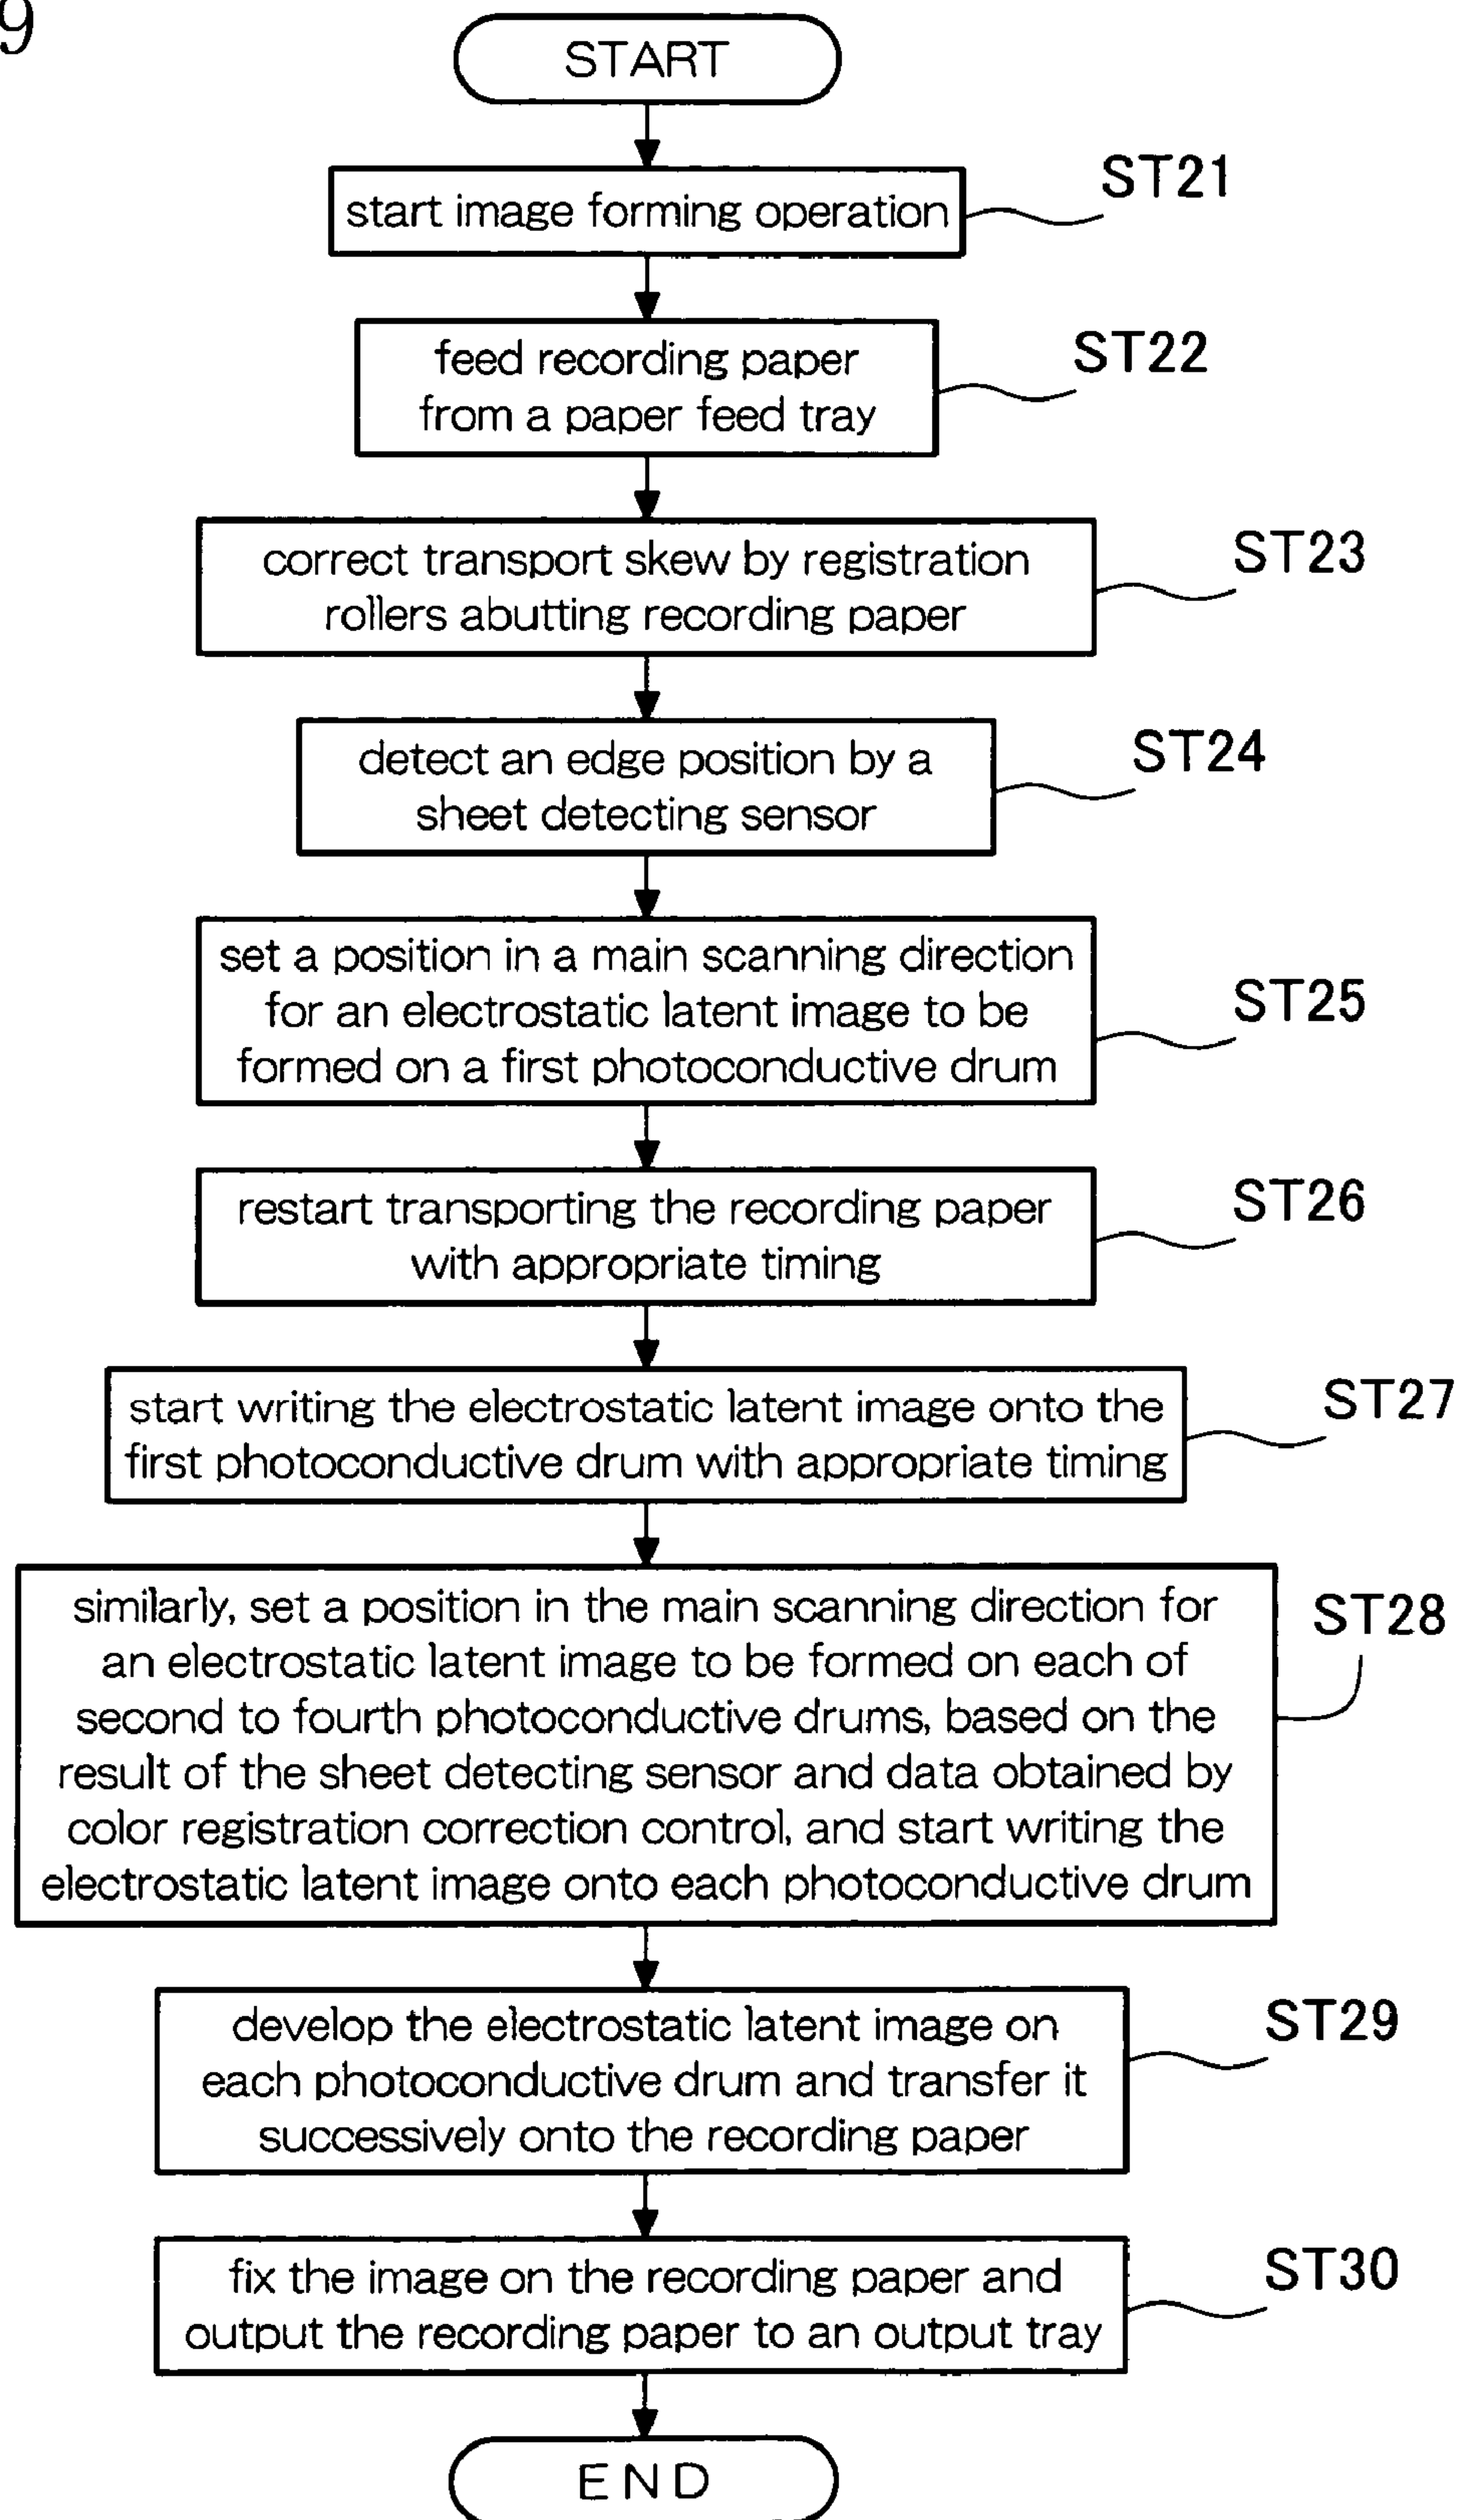 9
START
start image forming operation
ST21
feed recording paper
from a paper feed tray
ST22
correct transport skew by registration
rollers abutting recording paper
ST23
detect an edge position by a
sheet detecting sensor
ST24
set a position in a main scanning direction
for an electrostatic latent image to be
formed on a first photoconductive drum
ST25
restart transporting the recording paper
with appropriate timing
ST26
start writing the electrostatic latent image onto the
first photoconductive drum with appropriate timing
ST27
similarly, set a position in the main scanning direction for
an electrostatic latent image to be formed on each of
second to fourth photoconductive drums, based on the
result of the sheet detecting sensor and data obtained by
color registration correction control, and start writing the
electrostatic latent image onto each photoconductive drum
ST28
develop the electrostatic latent image on
each photoconductive drum and transfer it
successively onto the recording paper
ST29
fix the image on the recording paper and
output the recording paper to an output tray
ST30
END